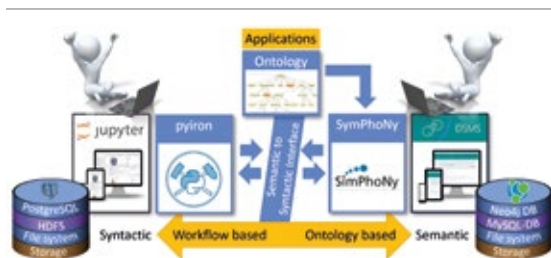 Applications
Ontology
jupyter
pyiron
Semantic to
Syntactic Interface
SymPhoNy
SimPhoNy
DSMS
PostgreSQL
HDFS
File system
Storage
Syntactic
Workflow based
Ontology based
Semantic
Neo4j DB
MySQL-DB
File system
Storage